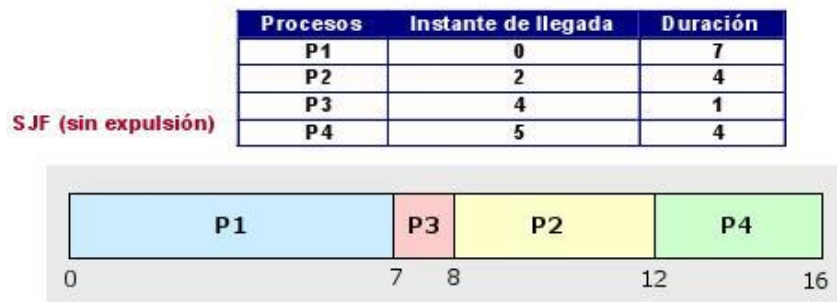 Procesos Instante de llegada Duración
P1 0 7
P2 2 4
P3 4 1
P4 5 4
SJF (sin expulsión)
P1 P3 P2 P4
0 7 8 12 16